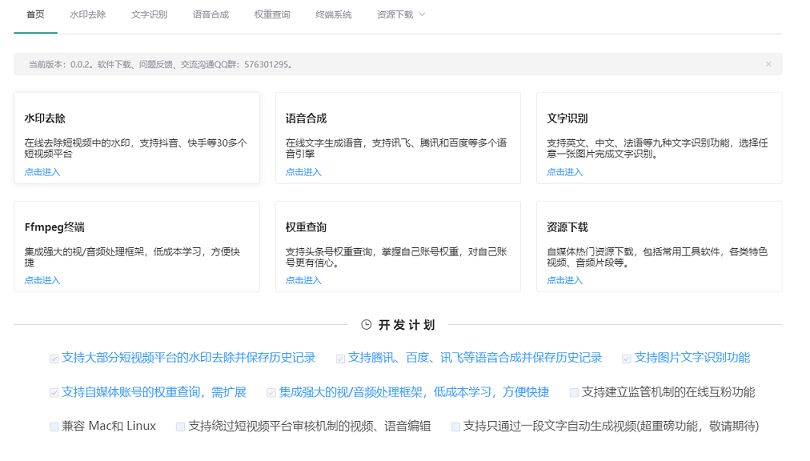 首页 水印去除 文字识别 语音合成 权重查询 终端系统 资源下载
当前版本：0.0.2。软件下载、问题反馈、交流沟通QQ群：576301295。
水印去除
在线去除短视频中的水印，支持抖音、快手等30多个
短视频平台
点击进入
语音合成
在线文字生成语音，支持讯飞、腾讯和百度等多个语
音引擎
点击进入
文字识别
支持英文、中文、法语等九种文字识别功能，选择任
意一张图片完成文字识别。
点击进入
Ffmpeg终端
集成强大的视/音频处理框架，低成本学习，方便快
捷
点击进入
权重查询
支持头条号权重查询，掌握自己账号权重，对自己账
号更有信心。
点击进入
资源下载
自媒体热门资源下载，包括常用工具软件，各类特色
视频、音频片段等。
点击进入
开发计划
支持大部分短视频平台的水印去除并保存历史记录 支持腾讯、百度、讯飞等语音合成并保存历史记录 支持图片文字识别功能
支持自媒体账号的权重查询，需扩展 集成强大的视/音频处理框架，低成本学习，方便快捷 支持建立监管机制的在线互粉功能
兼容 Mac和 Linux 支持绕过短视频平台审核机制的视频、语音编辑 支持只通过一段文字自动生成视频(超重磅功能，敬请期待)